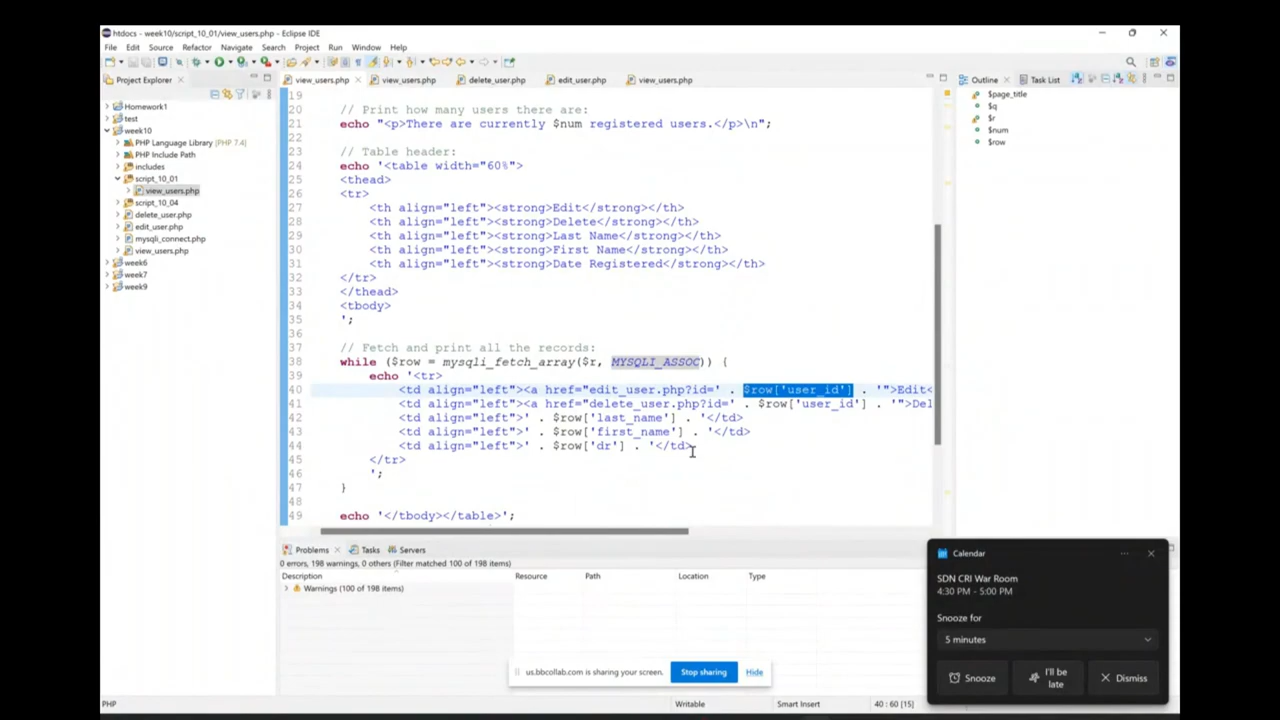 htdocs - week10/script_10_01/view_users.php - Eclipse IDE
File Edit Source Refactor Navigate Search Project Run Window Help
Project Explorer
view_users.php view_users.php delete_user.php edit_user.php view_users.php
Outline Task List
Homework1
test
week10
PHP Language Library (PHP 7.4)
PHP Include Path
includes
script_10_01
view_users.php
script_10_04
delete_user.php
edit_user.php
mysqli_connect.php
view_users.php
week6
week7
week9
19
20 // Print how many users there are:
21 echo "<p>There are currently $num registered users.</p>\n";
22
23 // Table header:
24 echo '<table width="60%">
25 <thead>
26 <tr>
27 <th align="left"><strong>Edit</strong></th>
28 <th align="left"><strong>Delete</strong></th>
29 <th align="left"><strong>Last Name</strong></th>
30 <th align="left"><strong>First Name</strong></th>
31 <th align="left"><strong>Date Registered</strong></th>
32 </tr>
33 </thead>
34 <tbody>
35 ';
36
37 // Fetch and print all the records:
38 while ($row = mysqli_fetch_array($r, MYSQLI_ASSOC)) {
39 echo '<tr>
40 <td align="left"><a href="edit_user.php?id=' . $row['user_id'] . '">Edit<
41 <td align="left"><a href="delete_user.php?id=' . $row['user_id'] . '">Del
42 <td align="left">' . $row['last_name'] . '</td>
43 <td align="left">' . $row['first_name'] . '</td>
44 <td align="left">' . $row['dr'] . '</td>
45 </tr>
46 ';
47 }
48
49 echo '</tbody></table>';
$page_title
$q
$r
$num
$row
Problems Tasks Servers
0 errors, 198 warnings, 0 others (Filter matched 100 of 198 items)
Description Resource Path Location Type
Warnings (100 of 198 items)
Calendar
SDN CRI War Room
4:30 PM - 5:00 PM
Snooze for
5 minutes
Snooze I'll be late Dismiss
us.bbcollab.com is sharing your screen. Stop sharing Hide
PHP Writable Smart Insert 40 : 60 [15]